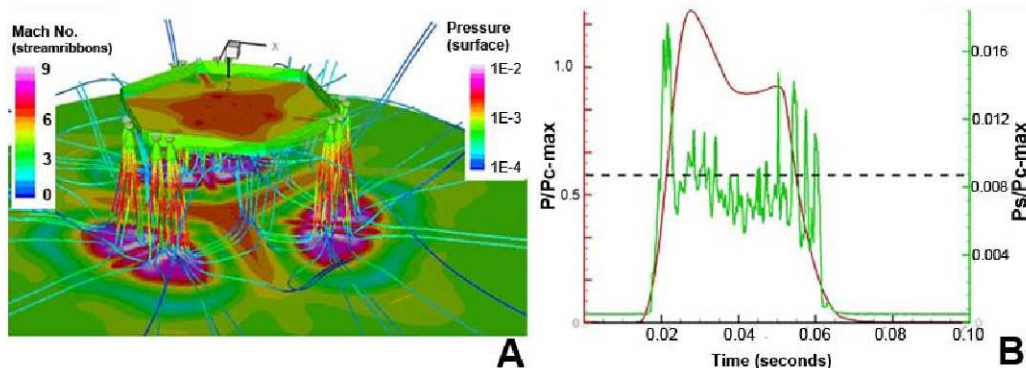 Mach No.
(streamribbons)
9
6
3
0
X
Pressure
(surface)
1E-2
1E-3
1E-4
A
P/Pc-max
1.0
0.5
0
0.02
0.04
0.06
0.08
0.10
Time (seconds)
0.016
0.012
0.008
0.004
0
Ps/Pc-max
B